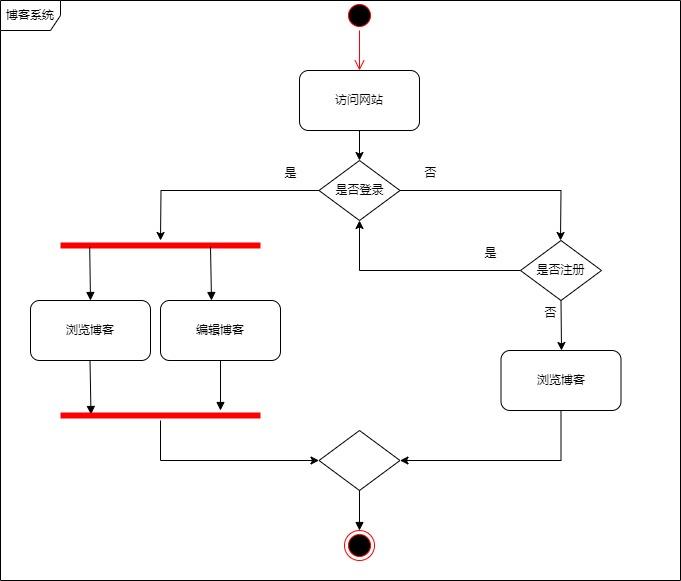 博客系统
访问网站
是否登录
是
否
是否注册
是
否
浏览博客
编辑博客
浏览博客